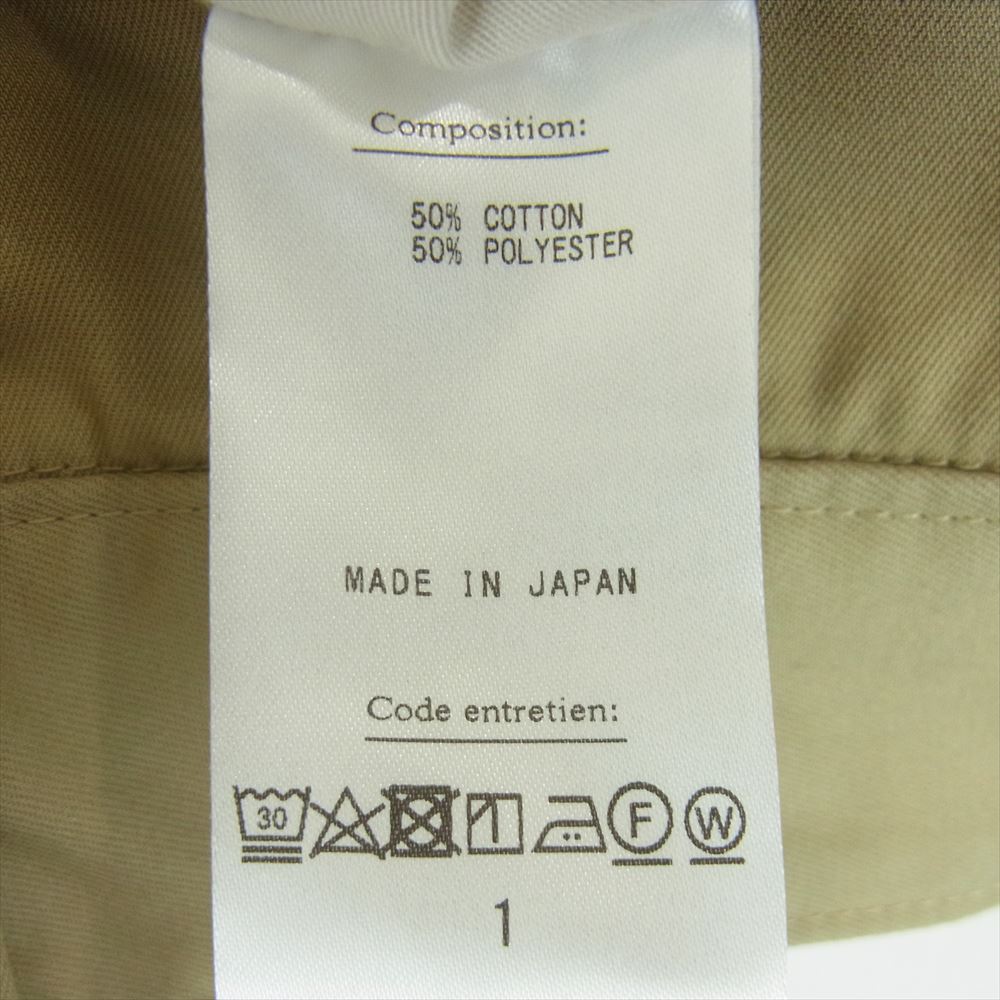 Composition:
50% COTTON
50% POLYESTER
MADE IN JAPAN
Code entretien:
30 F W
1